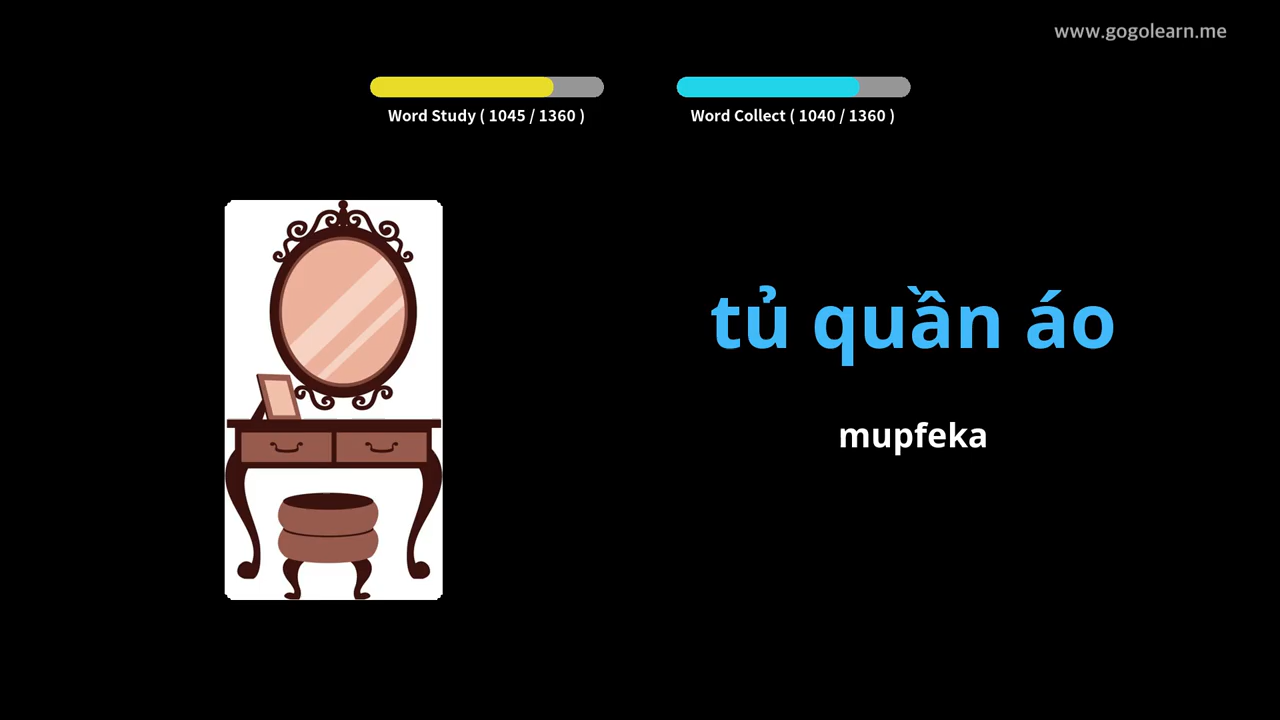 www.gogolearn.me
Word Study ( 1045 / 1360 )
Word Collect ( 1040 / 1360 )
tủ quần áo
mupfeka